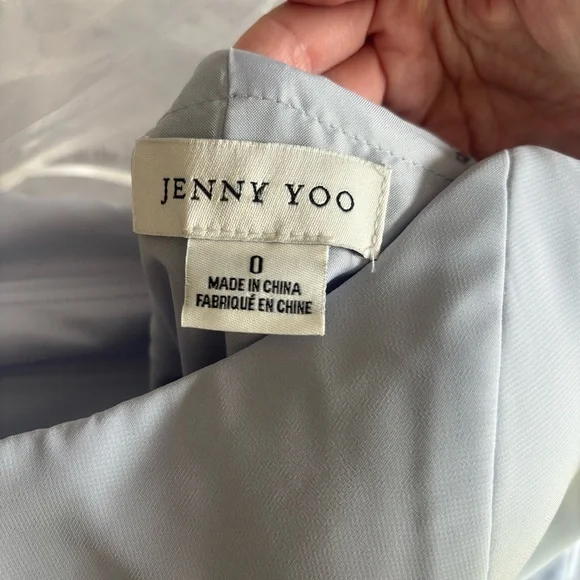 JENNY YOO
0
MADE IN CHINA
FABRIQUÉ EN CHINE